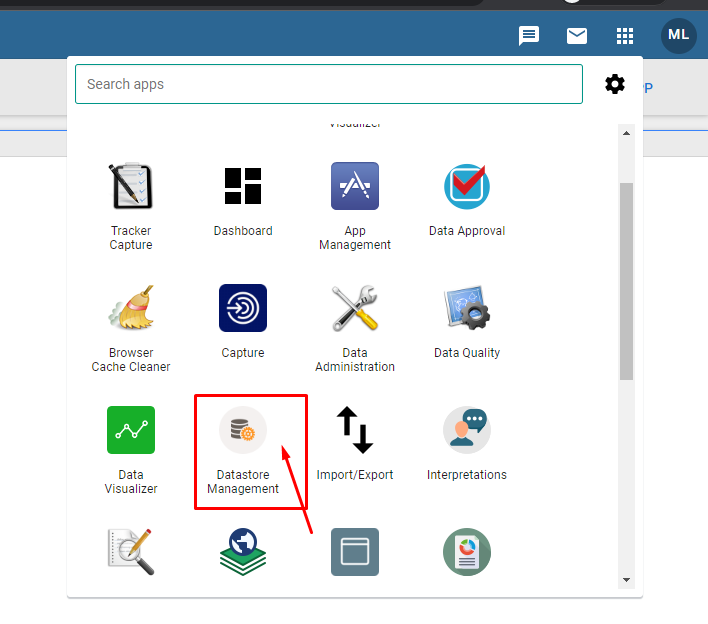 ML
Search apps
P
Visualizer
Tracker
Capture
Dashboard
App
Management
Data Approval
Browser
Cache Cleaner
Capture
Data
Administration
Data Quality
Data
Visualizer
Datastore
Management
Import/Export
Interpretations